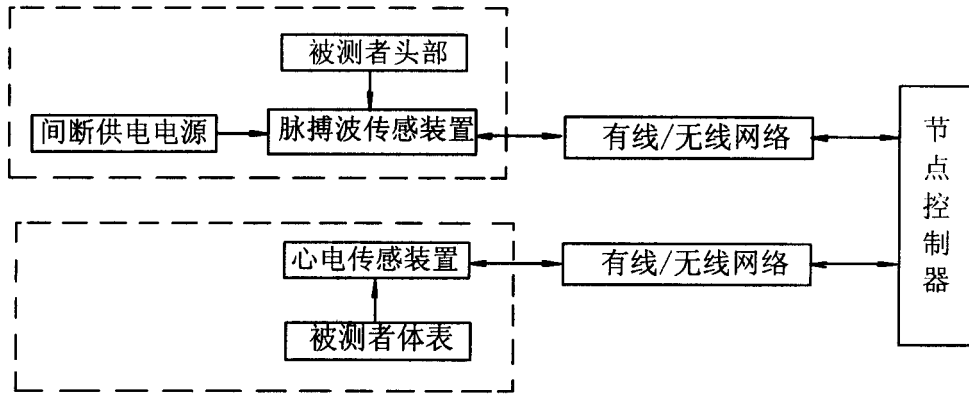 被测者头部
间断供电电源
脉搏波传感装置
有线/无线网络
节点控制器
心电传感装置
有线/无线网络
被测者体表